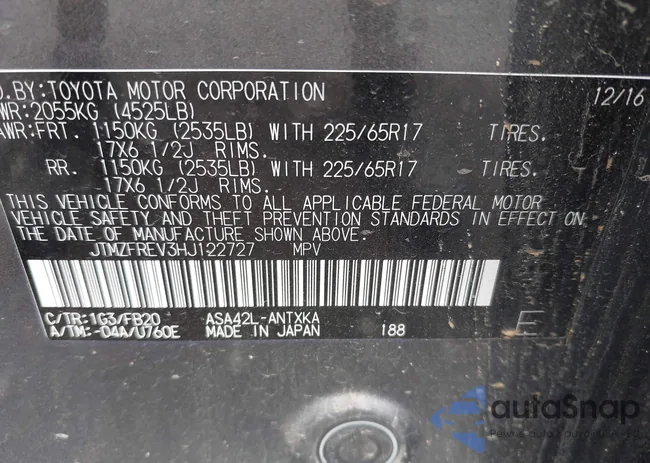 D.BY:TOYOTA MOTOR CORPORATION 12/16
WR:2055KG (4525LB)
AWR:FRT. 1150KG (2535LB) WITH 225/65R17 TIRES.
17X6 1/2J RIMS.
RR. 1150KG (2535LB) WITH 225/65R17 TIRES.
17X6 1/2J RIMS.
THIS VEHICLE CONFORMS TO ALL APPLICABLE FEDERAL MOTOR
VEHICLE SAFETY AND THEFT PREVENTION STANDARDS IN EFFECT ON
THE DATE OF MANUFACTURE SHOWN ABOVE.
JTMZFREV3HJ122727 MPV
C/TR:1G3/FB20 ASA42L-ANTXKA
A/TM:-04A/U760E MADE IN JAPAN 188 E
autoSnap